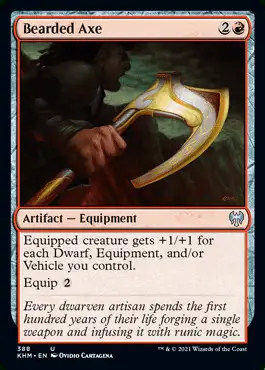 Bearded Axe 2
Artifact — Equipment
Equipped creature gets +1/+1 for
each Dwarf, Equipment, and/or
Vehicle you control.
Equip 2
Every dwarven artisan spends the first
hundred years of their life forging a single
weapon and infusing it with runic magic.
388 U
KHM • EN OVIDIO CARTAGENA ™ & © 2021 Wizards of the Coast